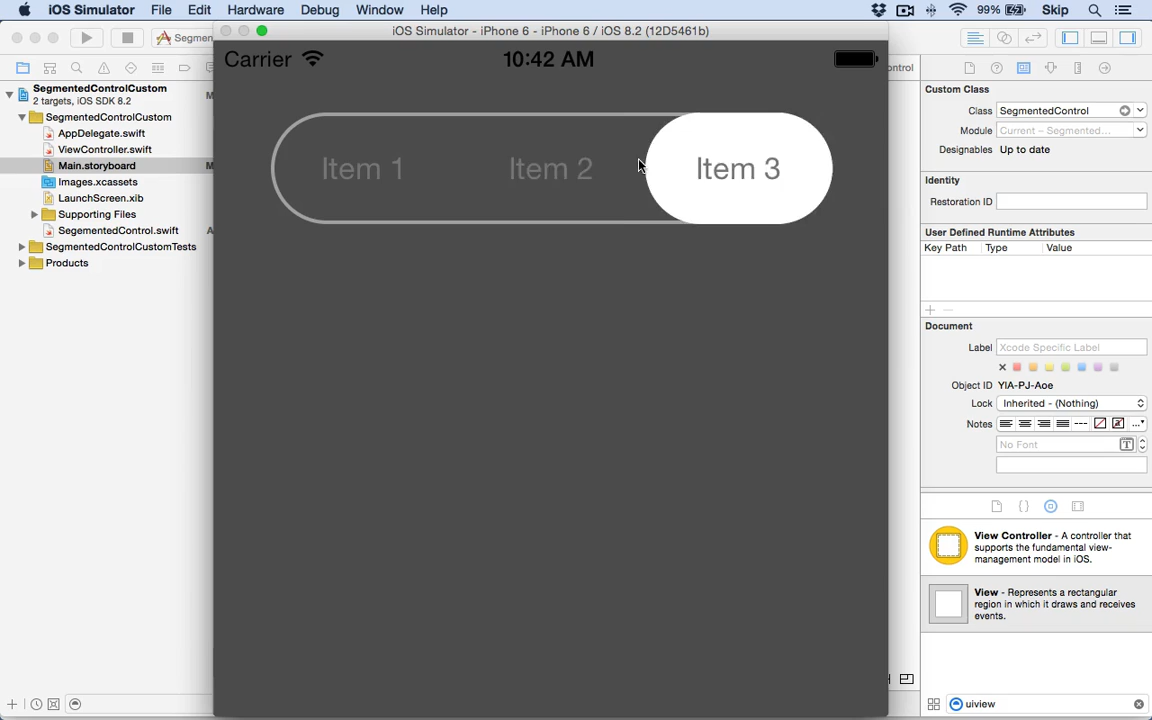 iOS Simulator File Edit Hardware Debug Window Help 99% Skip
Segmen
iOS Simulator - iPhone 6 - iPhone 6 / iOS 8.2 (12D5461b)
ontrol
SegmentedControlCustom M
2 targets, iOS SDK 8.2
SegmentedControlCustom
AppDelegate.swift
ViewController.swift
Main.storyboard M
Images.xcassets
LaunchScreen.xib
Supporting Files
SegementedControl.swift A
SegmentedControlCustomTests
Products
Carrier 10:42 AM
Item 1 Item 2 Item 3
Custom Class
Class SegmentedControl
Module Current – Segmented...
Designables Up to date
Identity
Restoration ID
User Defined Runtime Attributes
Key Path Type Value
Document
Label Xcode Specific Label
Object ID YIA-PJ-Aoe
Lock Inherited - (Nothing)
Notes
No Font
View Controller - A controller that
supports the fundamental view-
management model in iOS.
View - Represents a rectangular
region in which it draws and receives
events.
uiview